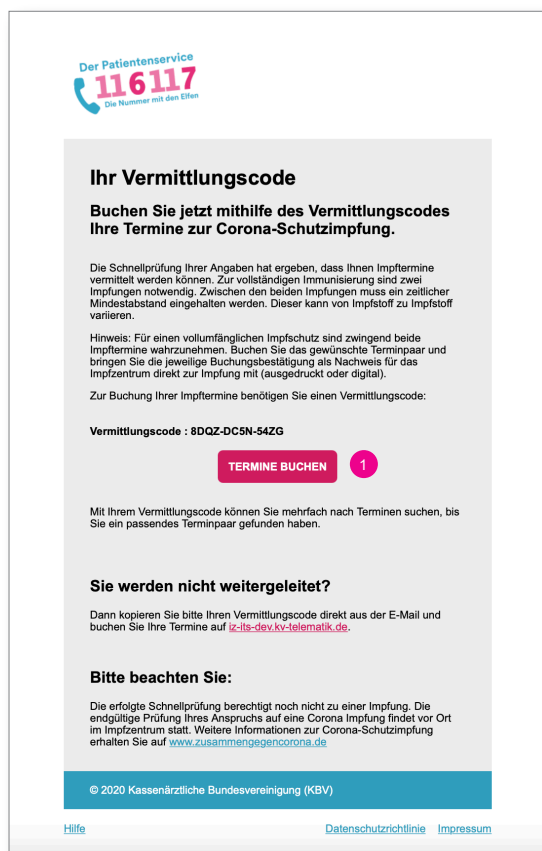 Der Patientenservice
116117
Die Nummer mit den Elfen
Ihr Vermittlungscode
Buchen Sie jetzt mithilfe des Vermittlungscodes
Ihre Termine zur Corona-Schutzimpfung.
Die Schnellprüfung Ihrer Angaben hat ergeben, dass Ihnen Impftermine
vermittelt werden können. Zur vollständigen Immunisierung sind zwei
Impfungen notwendig. Zwischen den beiden Impfungen muss ein zeitlicher
Mindestabstand eingehalten werden. Dieser kann von Impfstoff zu Impfstoff
variieren.
Hinweis: Für einen vollumfänglichen Impfschutz sind zwingend beide
Impftermine wahrzunehmen. Buchen Sie das gewünschte Terminpaar und
bringen Sie die jeweilige Buchungsbestätigung als Nachweis für das
Impfzentrum direkt zur Impfung mit (ausgedruckt oder digital).
Zur Buchung Ihrer Impftermine benötigen Sie einen Vermittlungscode:
Vermittlungscode : 8DQZ-DC5N-54ZG
TERMINE BUCHEN 1
Mit Ihrem Vermittlungscode können Sie mehrfach nach Terminen suchen, bis
Sie ein passendes Terminpaar gefunden haben.
Sie werden nicht weitergeleitet?
Dann kopieren Sie bitte Ihren Vermittlungscode direkt aus der E-Mail und
buchen Sie Ihre Termine auf iz-its-dev.kv-telematik.de.
Bitte beachten Sie:
Die erfolgte Schnellprüfung berechtigt noch nicht zu einer Impfung. Die
endgültige Prüfung Ihres Anspruchs auf eine Corona Impfung findet vor Ort
im Impfzentrum statt. Weitere Informationen zur Corona-Schutzimpfung
erhalten Sie auf www.zusammengegencorona.de
© 2020 Kassenärztliche Bundesvereinigung (KBV)
Hilfe Datenschutzrichtlinie Impressum